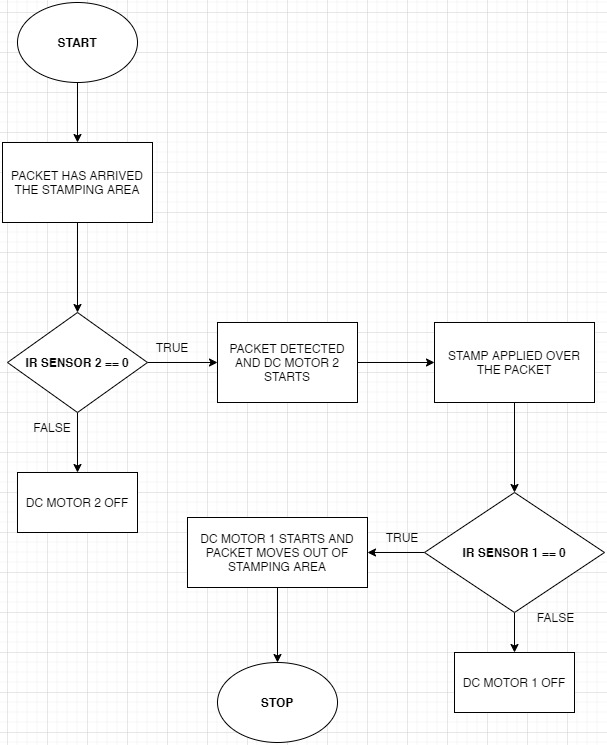 START
PACKET HAS ARRIVED
THE STAMPING AREA
IR SENSOR 2 == 0
TRUE
PACKET DETECTED
AND DC MOTOR 2
STARTS
STAMP APPLIED OVER
THE PACKET
FALSE
DC MOTOR 2 OFF
IR SENSOR 1 == 0
TRUE
DC MOTOR 1 STARTS AND
PACKET MOVES OUT OF
STAMPING AREA
FALSE
DC MOTOR 1 OFF
STOP